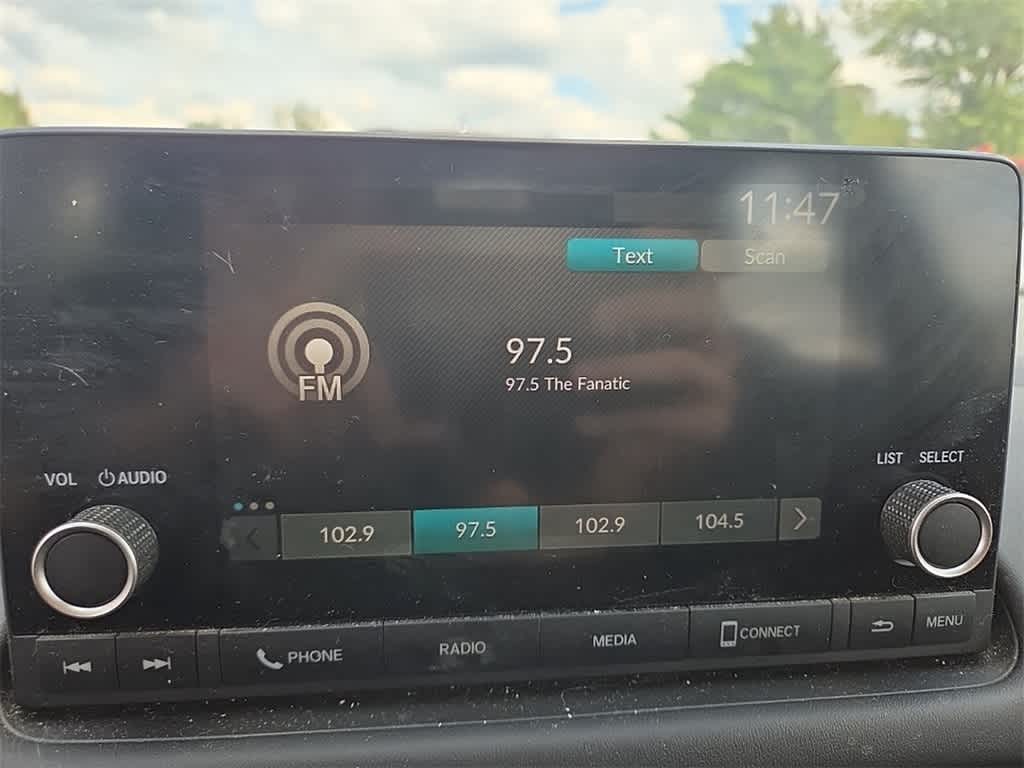 11:47
Text Scan
FM
97.5
97.5 The Fanatic
VOL AUDIO
LIST SELECT
102.9 97.5 102.9 104.5
PHONE RADIO MEDIA CONNECT MENU